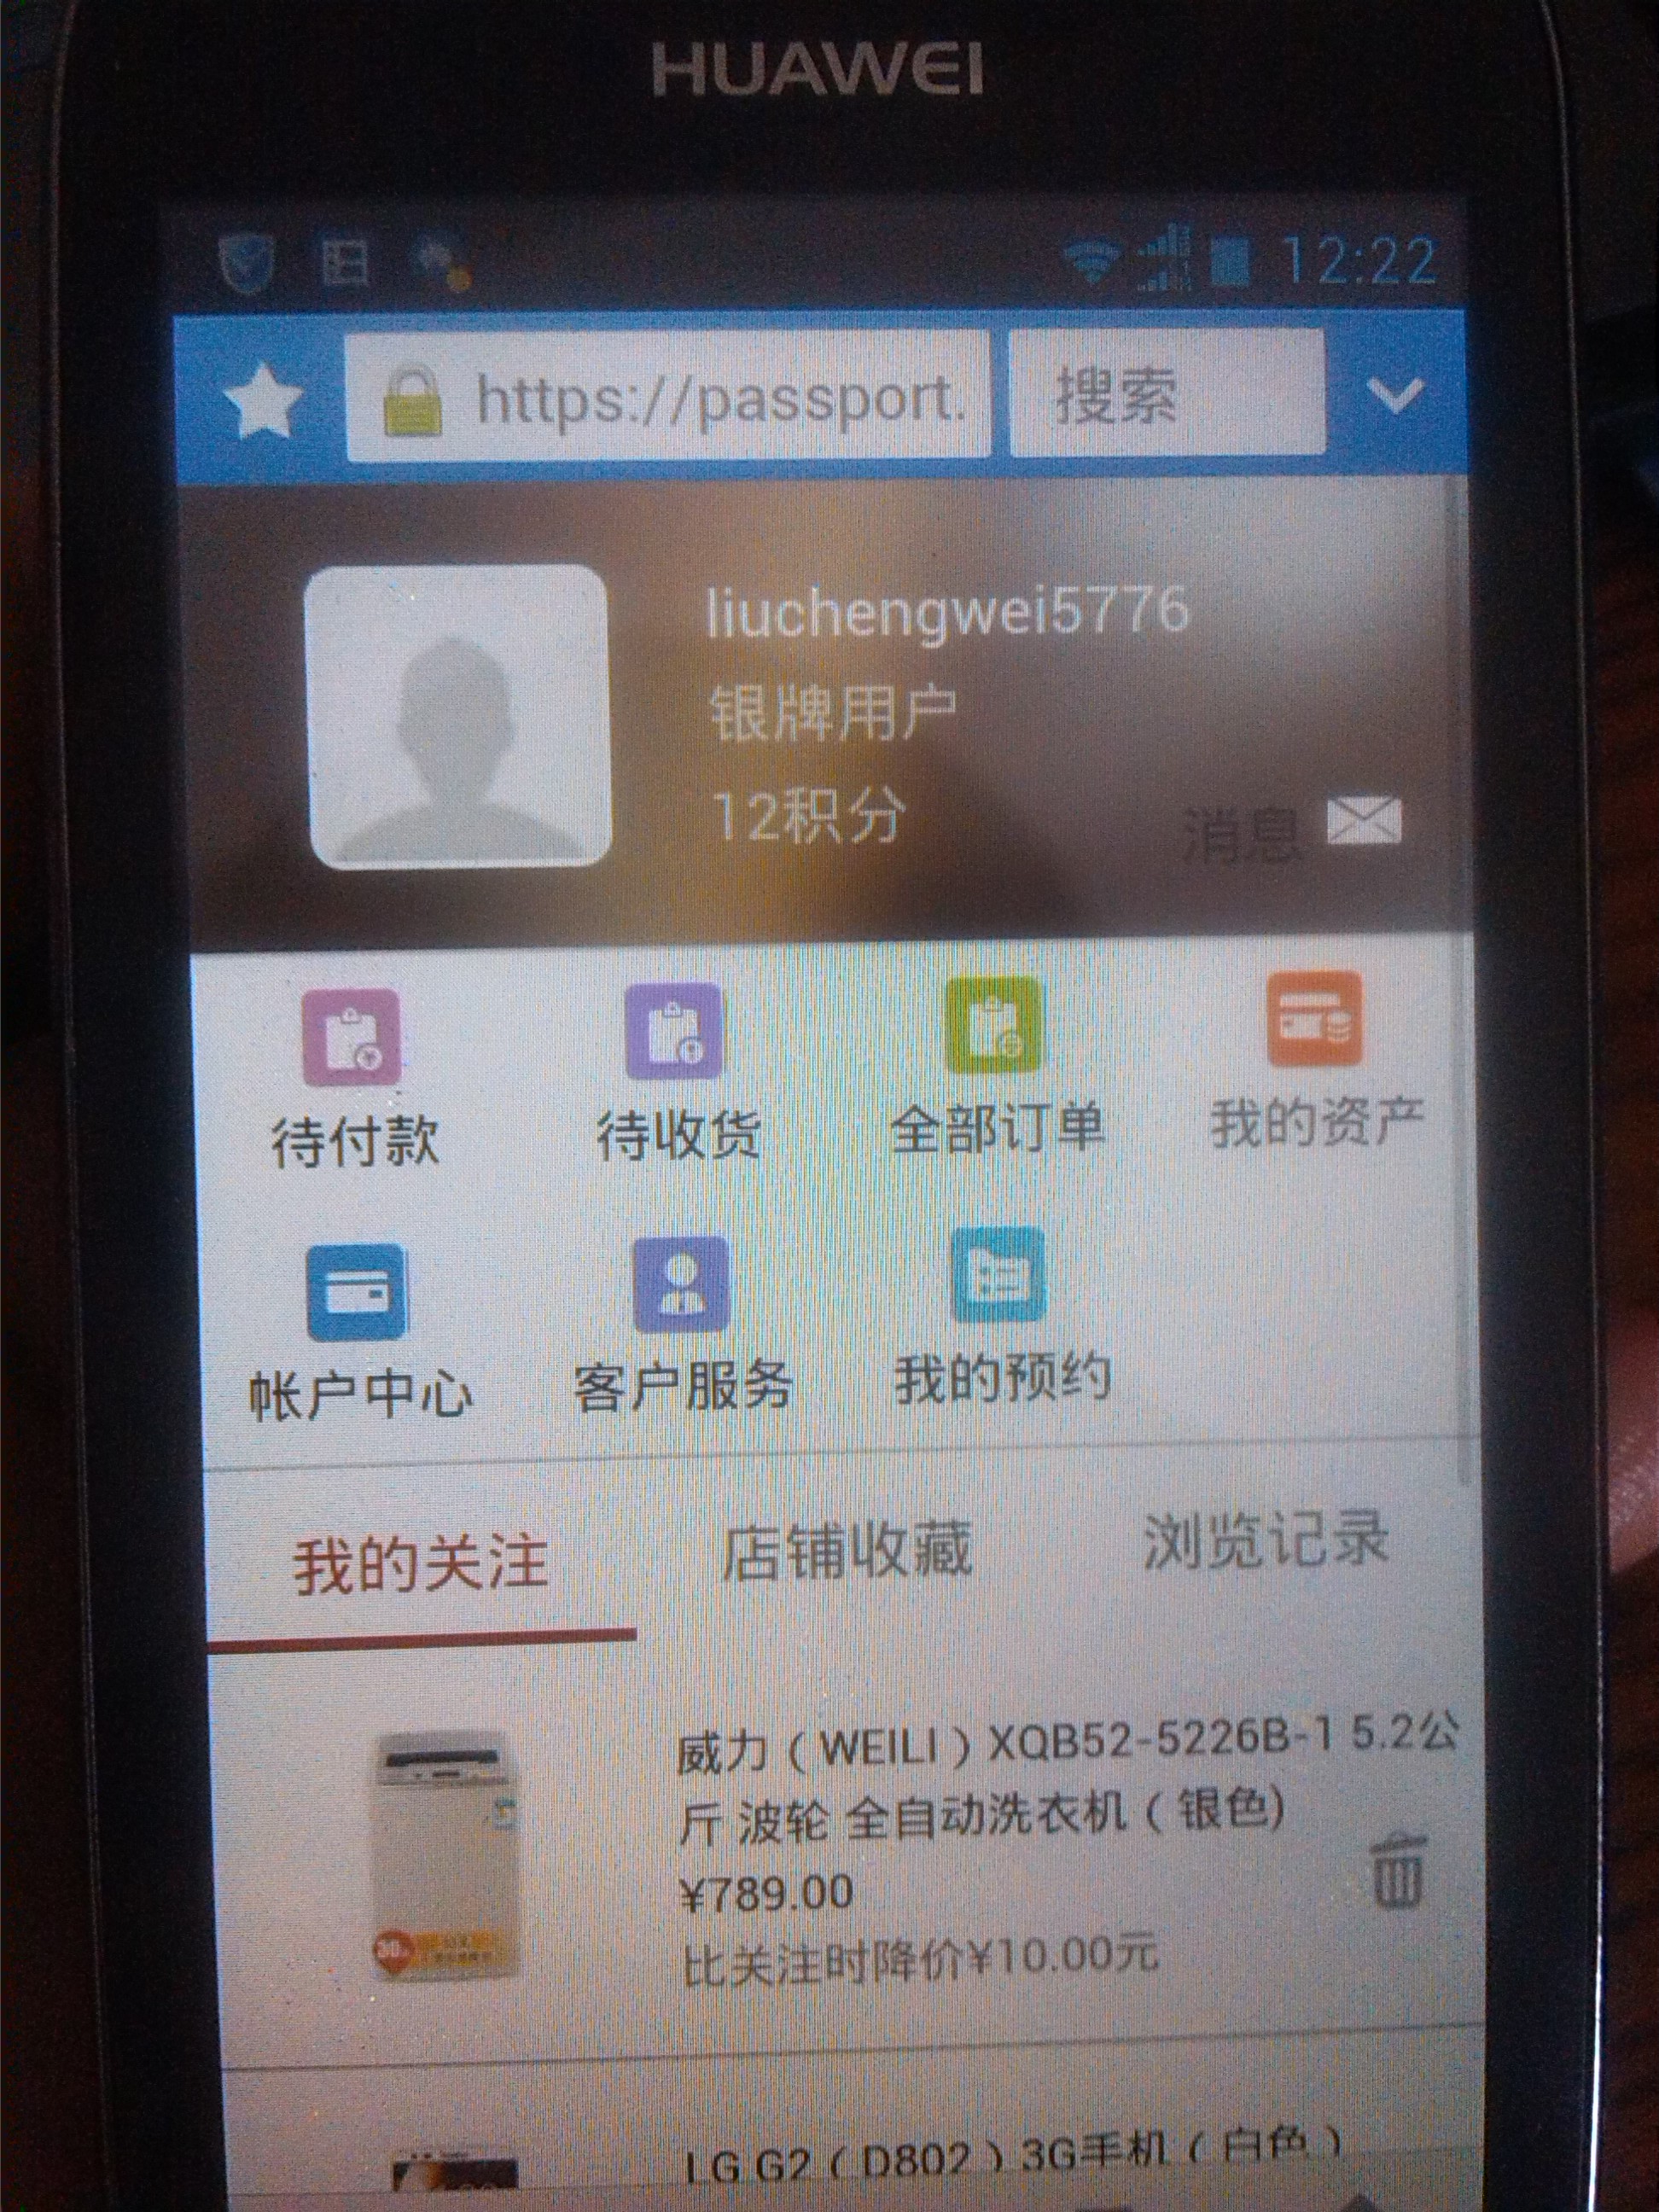 HUAWEI
12:22
https://passport.
搜索
liuchengwei5776
银牌用户
12积分
消息
待付款
待收货
全部订单
我的资产
帐户中心
客户服务
我的预约
我的关注
店铺收藏
浏览记录
威力（WEILI）XQB52-5226B-1 5.2公
斤 波轮 全自动洗衣机（银色)
¥789.00
比关注时降价¥10.00元
LG G2（D802）3G手机（白色）